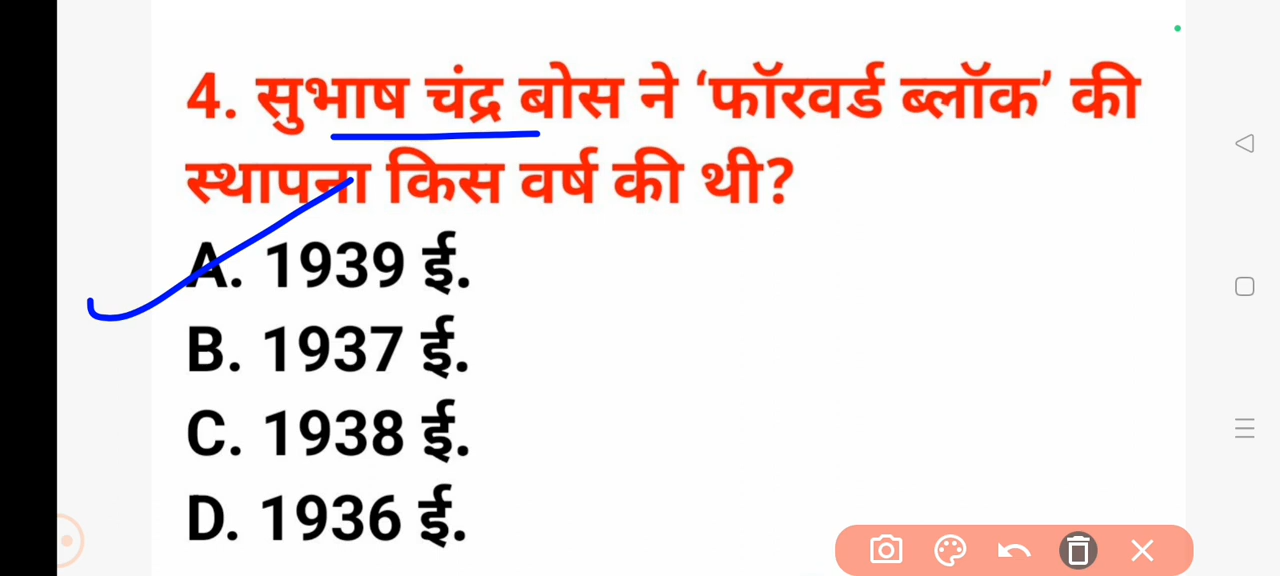 4. सुभाष चंद्र बोस ने ‘फॉरवर्ड ब्लॉक’ की
स्थापना किस वर्ष की थी?
A. 1939 ई.
B. 1937 ई.
C. 1938 ई.
D. 1936 ई.